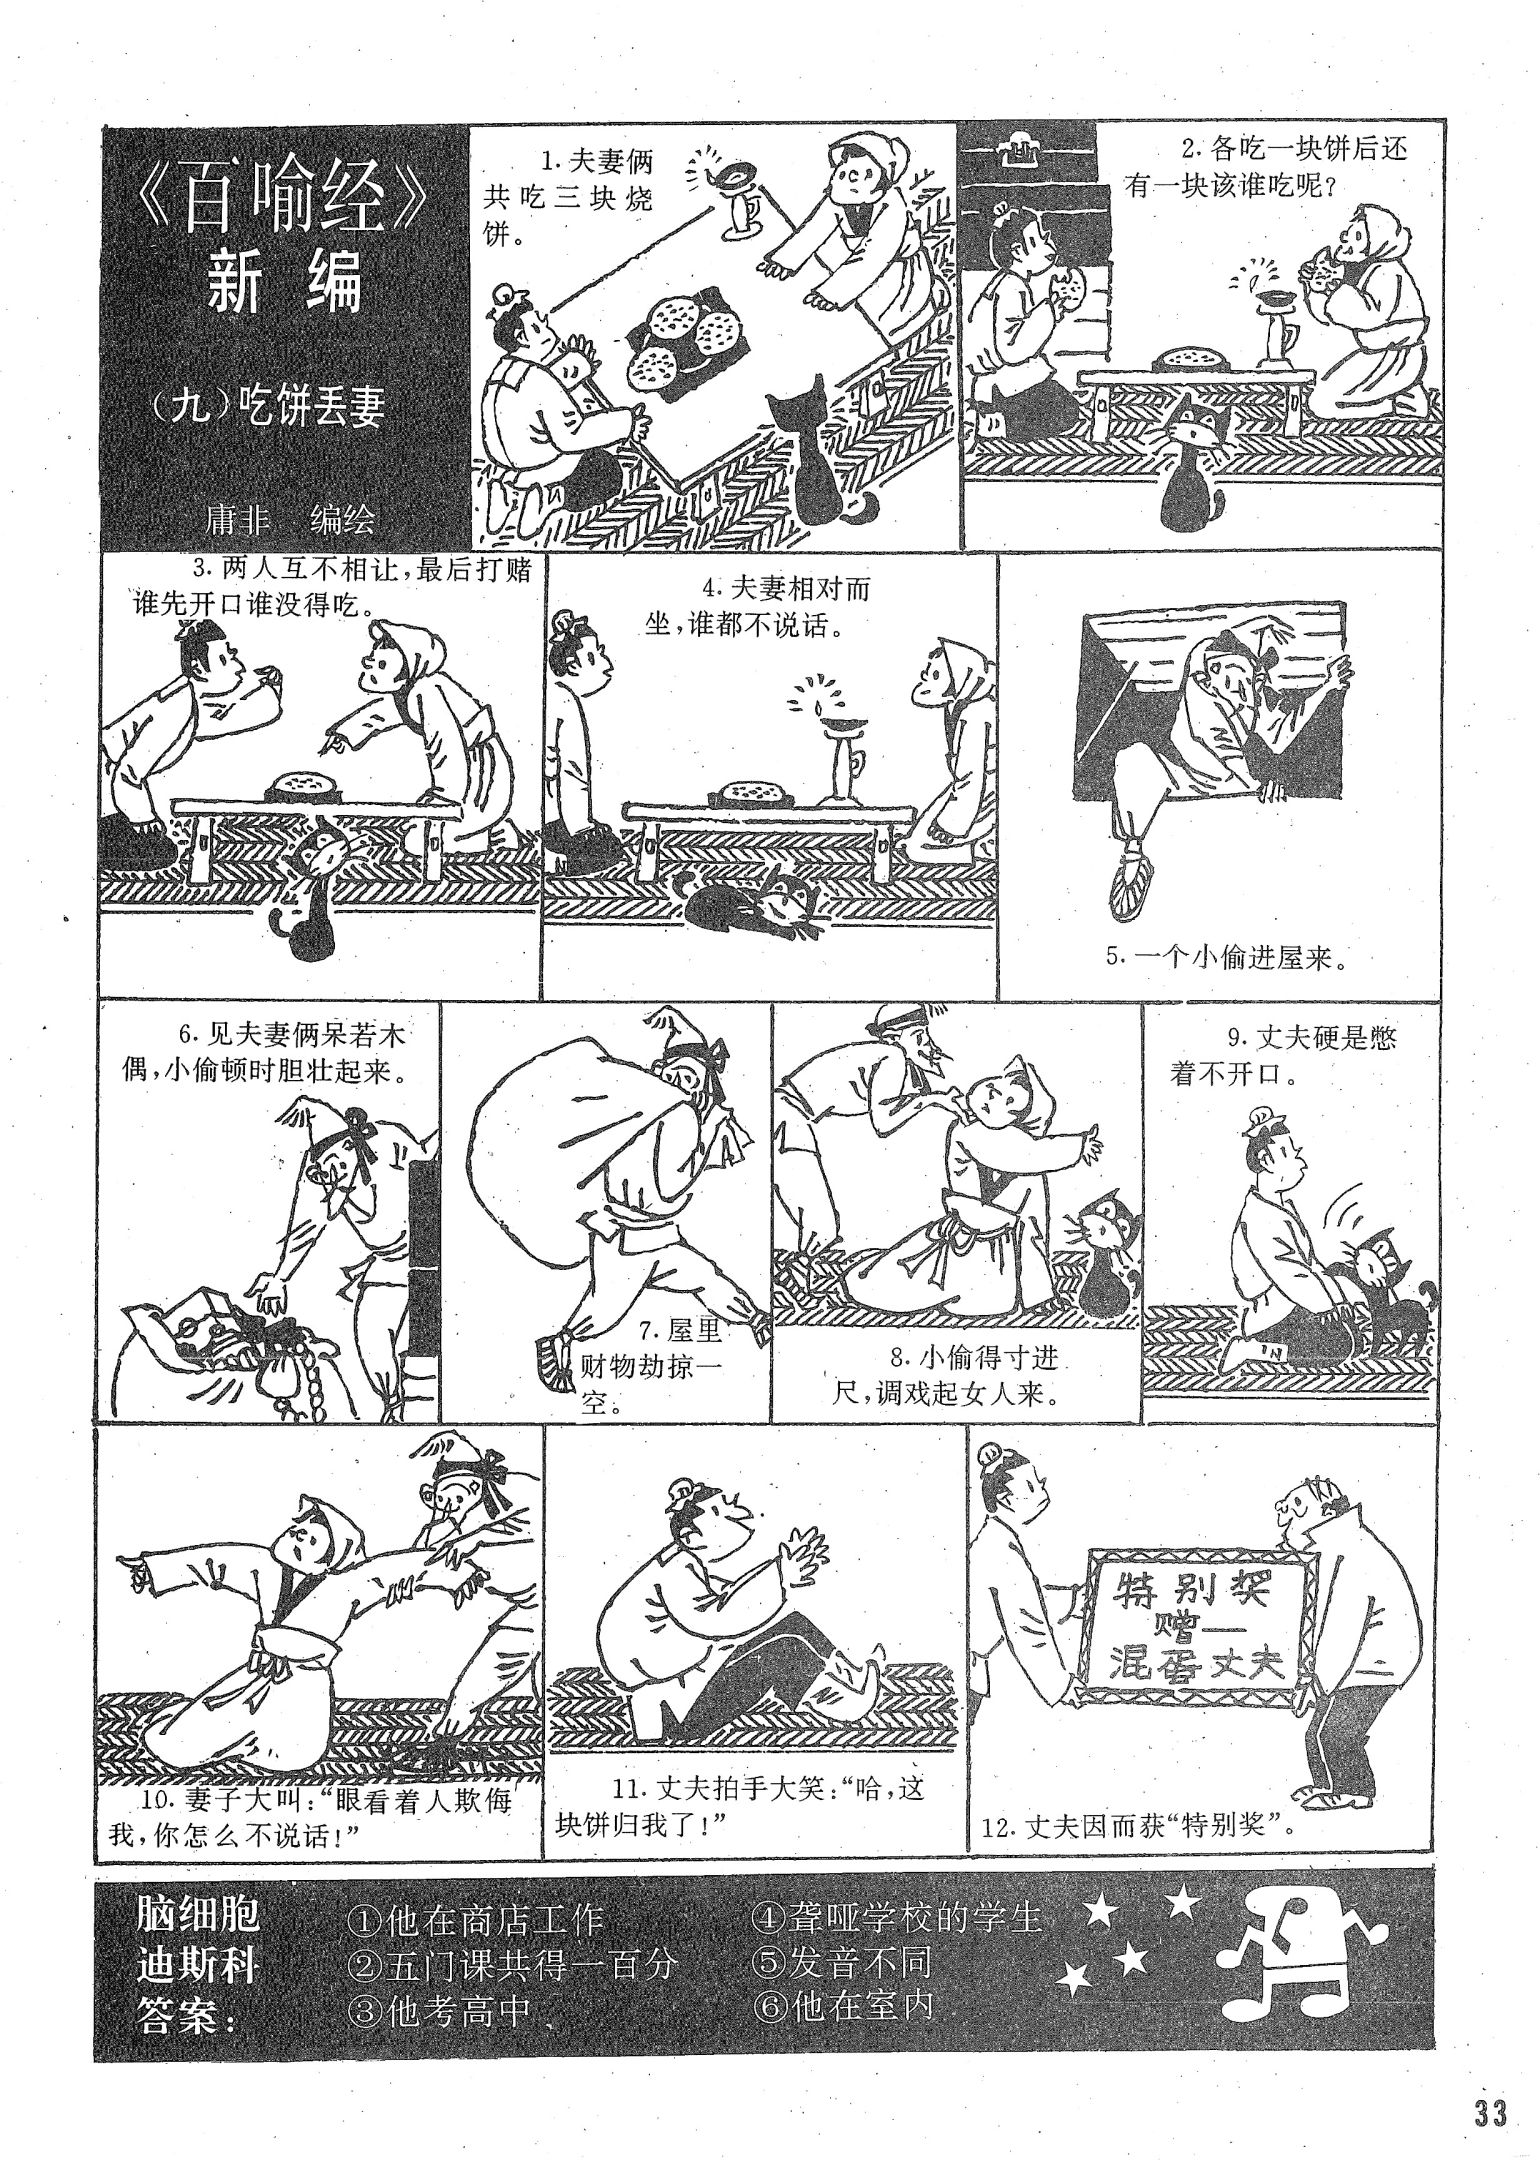 《百喻经》
新编
(九)吃饼丢妻
庸非 编绘
1. 夫妻俩
共吃三块烧
饼。
2. 各吃一块饼后还
有一块该谁吃呢?
3. 两人互不相让,最后打赌
谁先开口谁没得吃。
4. 夫妻相对而
坐,谁都不说话。
5. 一个小偷进屋来。
6. 见夫妻俩呆若木
偶,小偷顿时胆壮起来。
7. 屋里
财物劫掠一
空。
8. 小偷得寸进
尺,调戏起女人来。
9. 丈夫硬是憋
着不开口。
10. 妻子大叫:“眼看着人欺侮
我,你怎么不说话!”
11. 丈夫拍手大笑:“哈,这
块饼归我了!”
特别奖
赠—
混蛋丈夫
12. 丈夫因而获“特别奖”。
脑细胞
迪斯科
答案:
①他在商店工作
②五门课共得一百分
③他考高中
④聋哑学校的学生
⑤发音不同
⑥他在室内
33